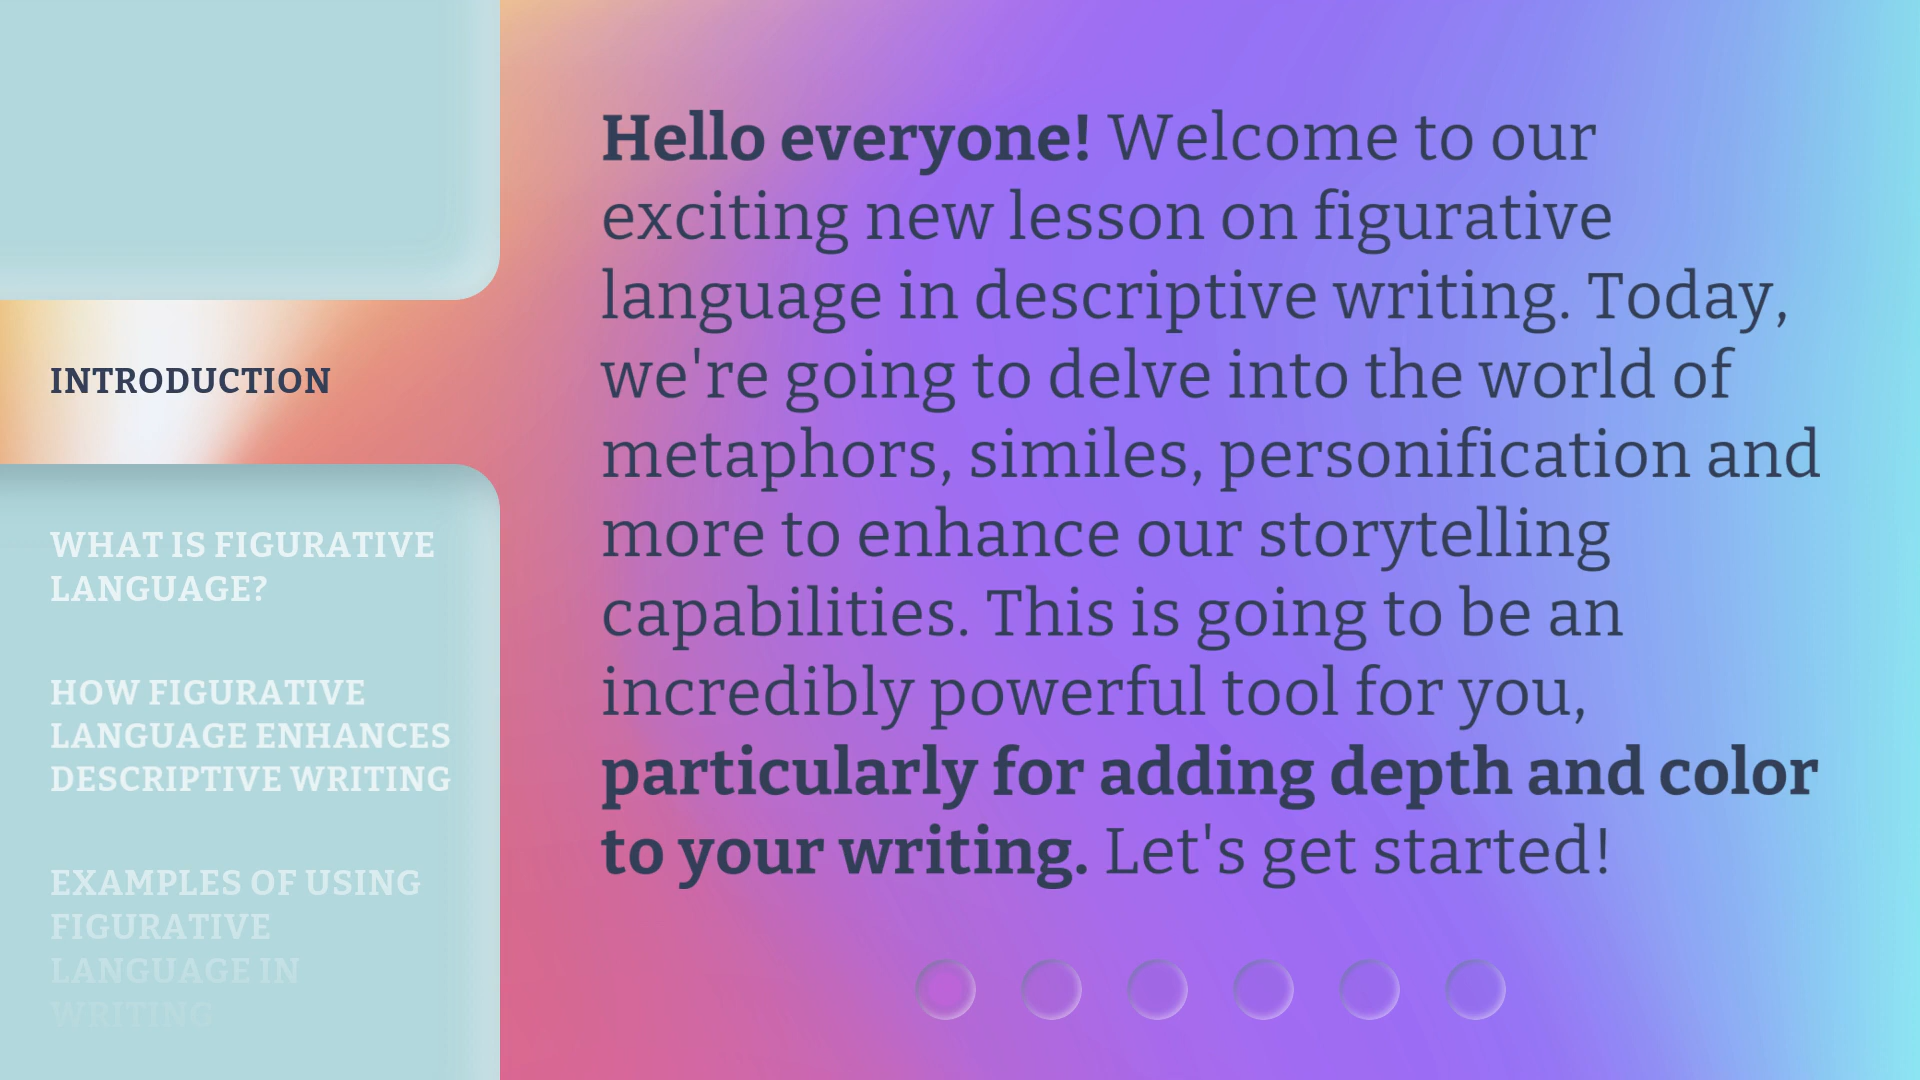 INTRODUCTION
WHAT IS FIGURATIVE
LANGUAGE?
HOW FIGURATIVE
LANGUAGE ENHANCES
DESCRIPTIVE WRITING
EXAMPLES OF USING
FIGURATIVE
LANGUAGE IN
WRITING
Hello everyone! Welcome to our
exciting new lesson on figurative
language in descriptive writing. Today,
we're going to delve into the world of
metaphors, similes, personification and
more to enhance our storytelling
capabilities. This is going to be an
incredibly powerful tool for you,
particularly for adding depth and color
to your writing. Let's get started!